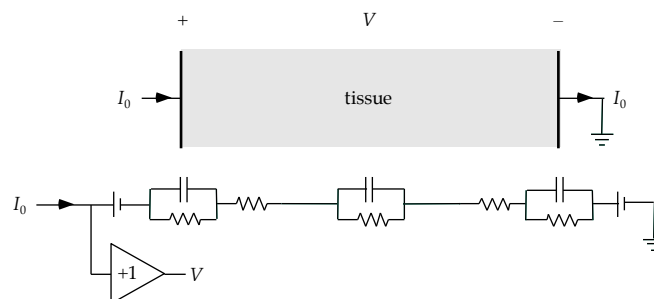 + V −
I₀ tissue I₀
I₀
+1 V